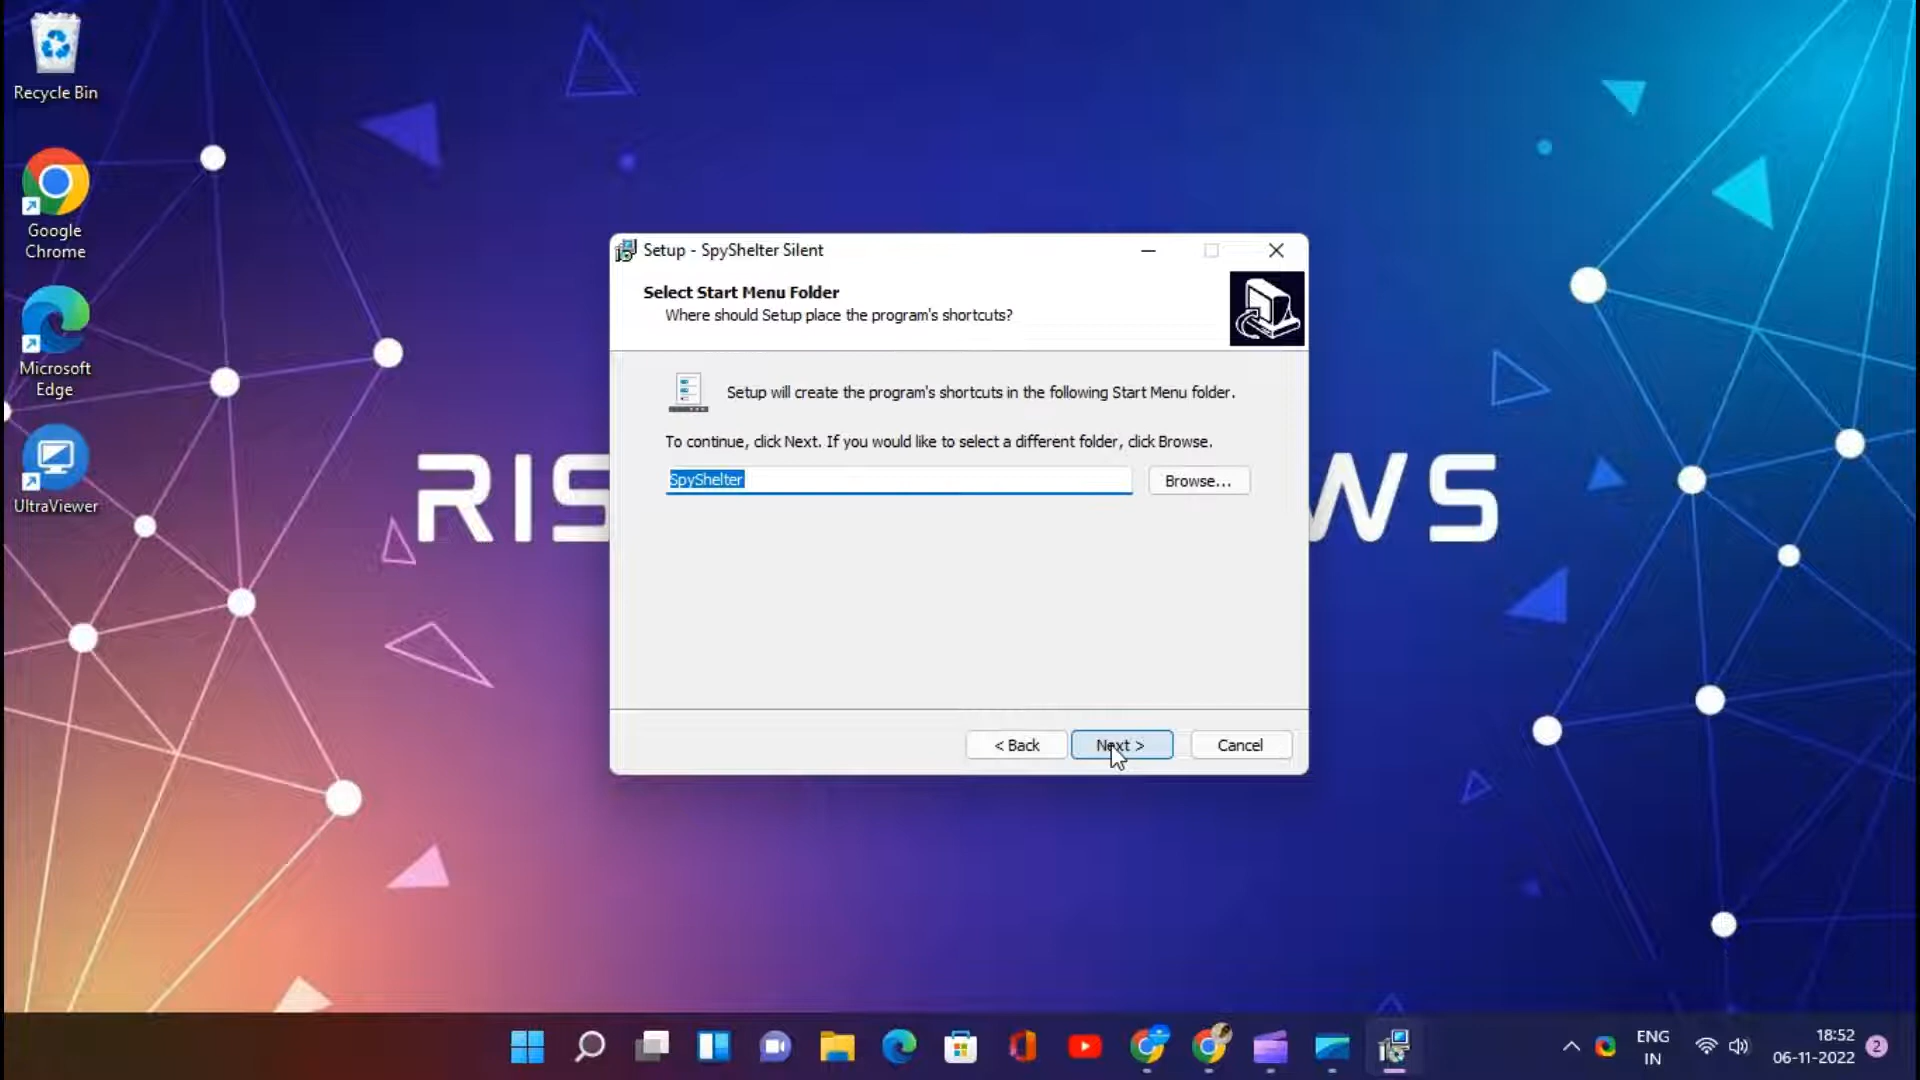 Recycle Bin
Google
Chrome
Microsoft
Edge
UltraViewer
RIS
WS
Setup - SpyShelter Silent
Select Start Menu Folder
Where should Setup place the program's shortcuts?
Setup will create the program's shortcuts in the following Start Menu folder.
To continue, click Next. If you would like to select a different folder, click Browse.
SpyShelter
Browse...
< Back
Next >
Cancel
ENG
IN
18:52
06-11-2022
2